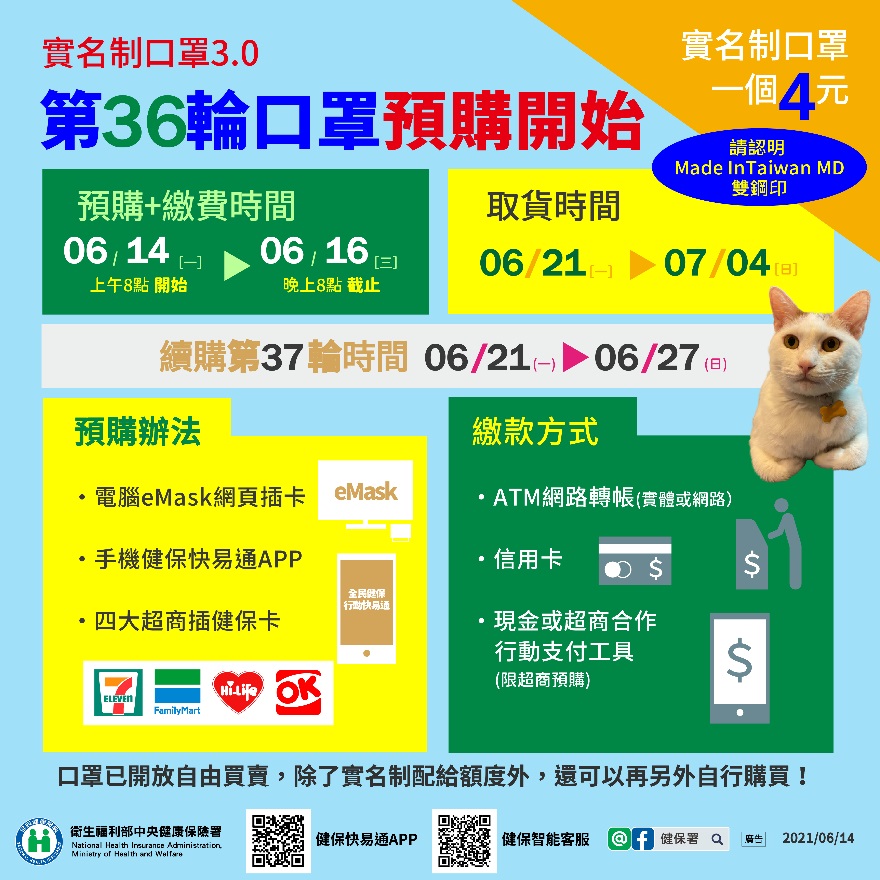 實名制口罩3.0
第36輪口罩預購開始
實名制口罩
一個4元
請認明
Made InTaiwan MD
雙鋼印
預購+繳費時間
06/14[一] ▶ 06/16[三]
上午8點 開始 晚上8點 截止
取貨時間
06/21[一] ▶ 07/04[日]
續購第37輪時間 06/21(一) ▶ 06/27(日)
預購辦法
・電腦eMask網頁插卡
eMask
・手機健保快易通APP
全民健保
行動快易通
・四大超商插健保卡
7 ELEVEN
FamilyMart
Hi-Life
OK
繳款方式
・ATM網路轉帳(實體或網路)
・信用卡
$
$
・現金或超商合作
行動支付工具
(限超商預購)
$
口罩已開放自由買賣，除了實名制配給額度外，還可以再另外自行購買！
衛生福利部中央健康保險署
National Health Insurance Administration,
Ministry of Health and Welfare
健保快易通APP
健保智能客服
健保署
廣告
2021/06/14